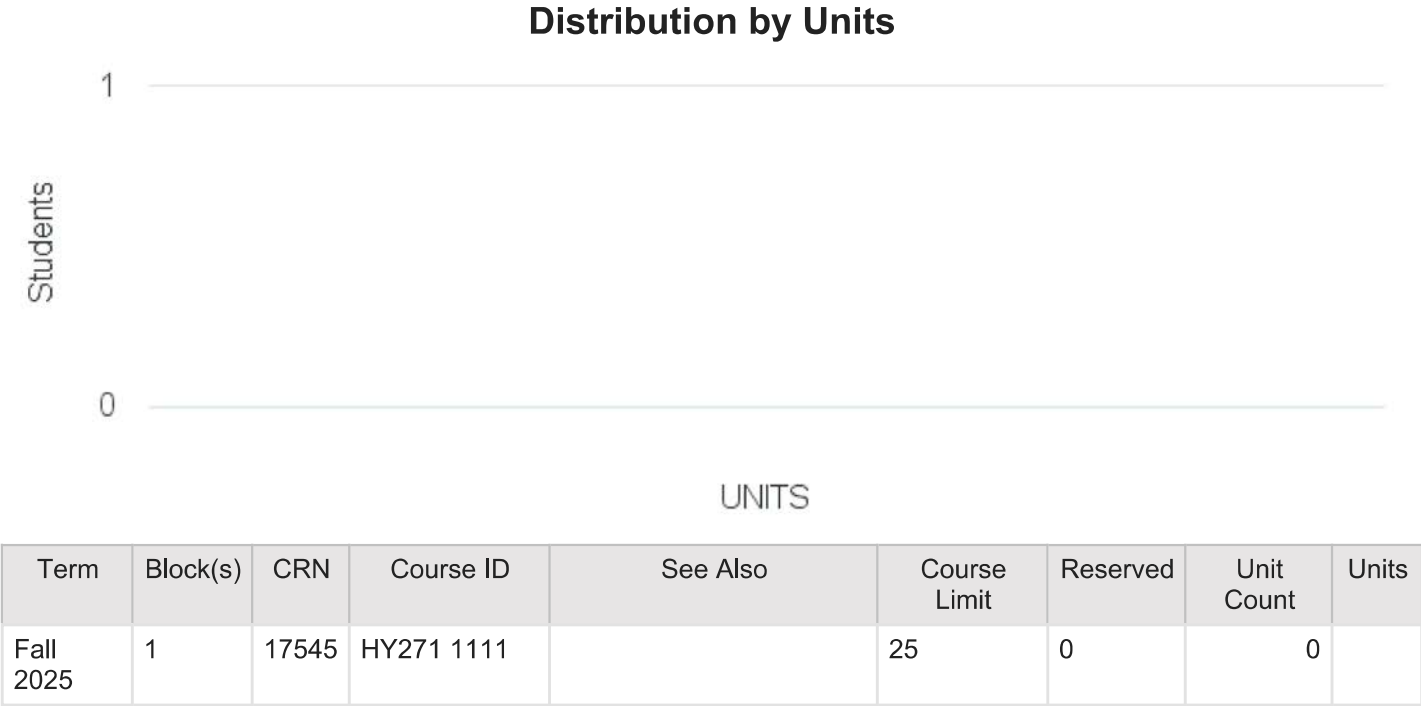 Distribution by Units
1
Students
0
UNITS
Term Block(s) CRN Course ID See Also Course Limit Reserved Unit Count Units
Fall 2025 1 17545 HY271 1111 25 0 0